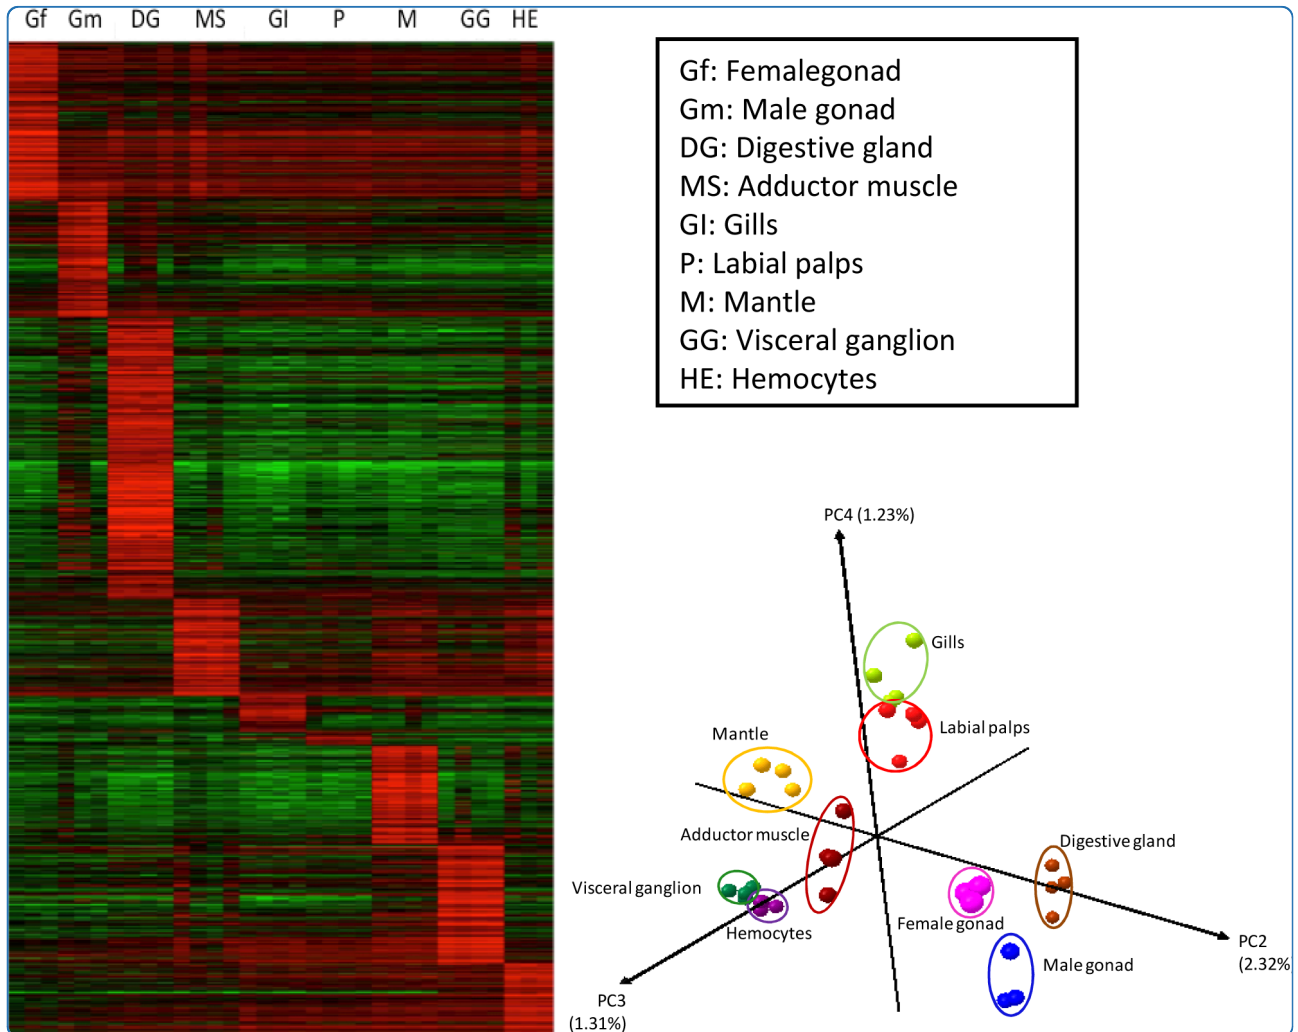 Gf Gm DG MS GI P M GG HE
Gf: Femalegonad
Gm: Male gonad
DG: Digestive gland
MS: Adductor muscle
GI: Gills
P: Labial palps
M: Mantle
GG: Visceral ganglion
HE: Hemocytes
PC4 (1.23%)
Gills
Labial palps
Mantle
Adductor muscle
Digestive gland
Visceral ganglion
Female gonad
Hemocytes
Male gonad
PC2
(2.32%)
PC3
(1.31%)